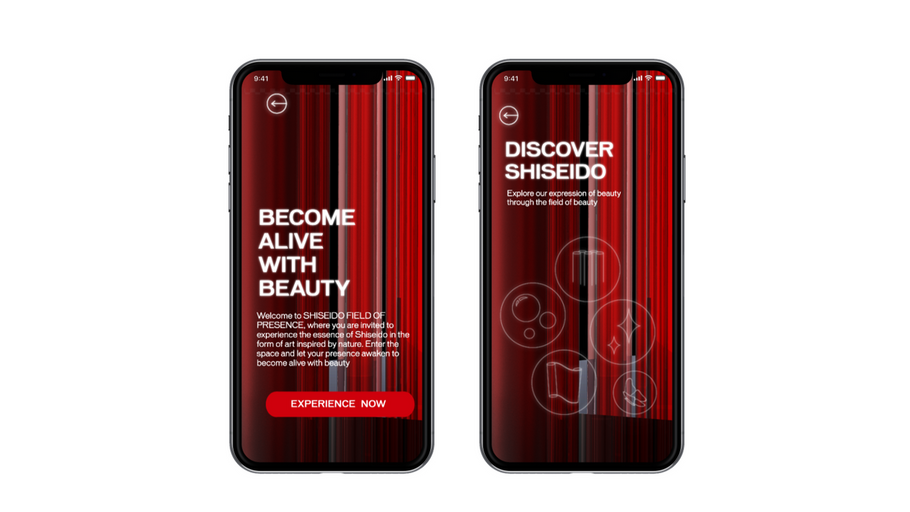 9:41
BECOME
ALIVE
WITH
BEAUTY
Welcome to SHISEIDO FIELD OF
PRESENCE, where you are invited to
experience the essence of Shiseido in the
form of art inspired by nature. Enter the
space and let your presence awaken to
become alive with beauty
EXPERIENCE NOW
9:41
DISCOVER
SHISEIDO
Explore our expression of beauty
through the field of beauty